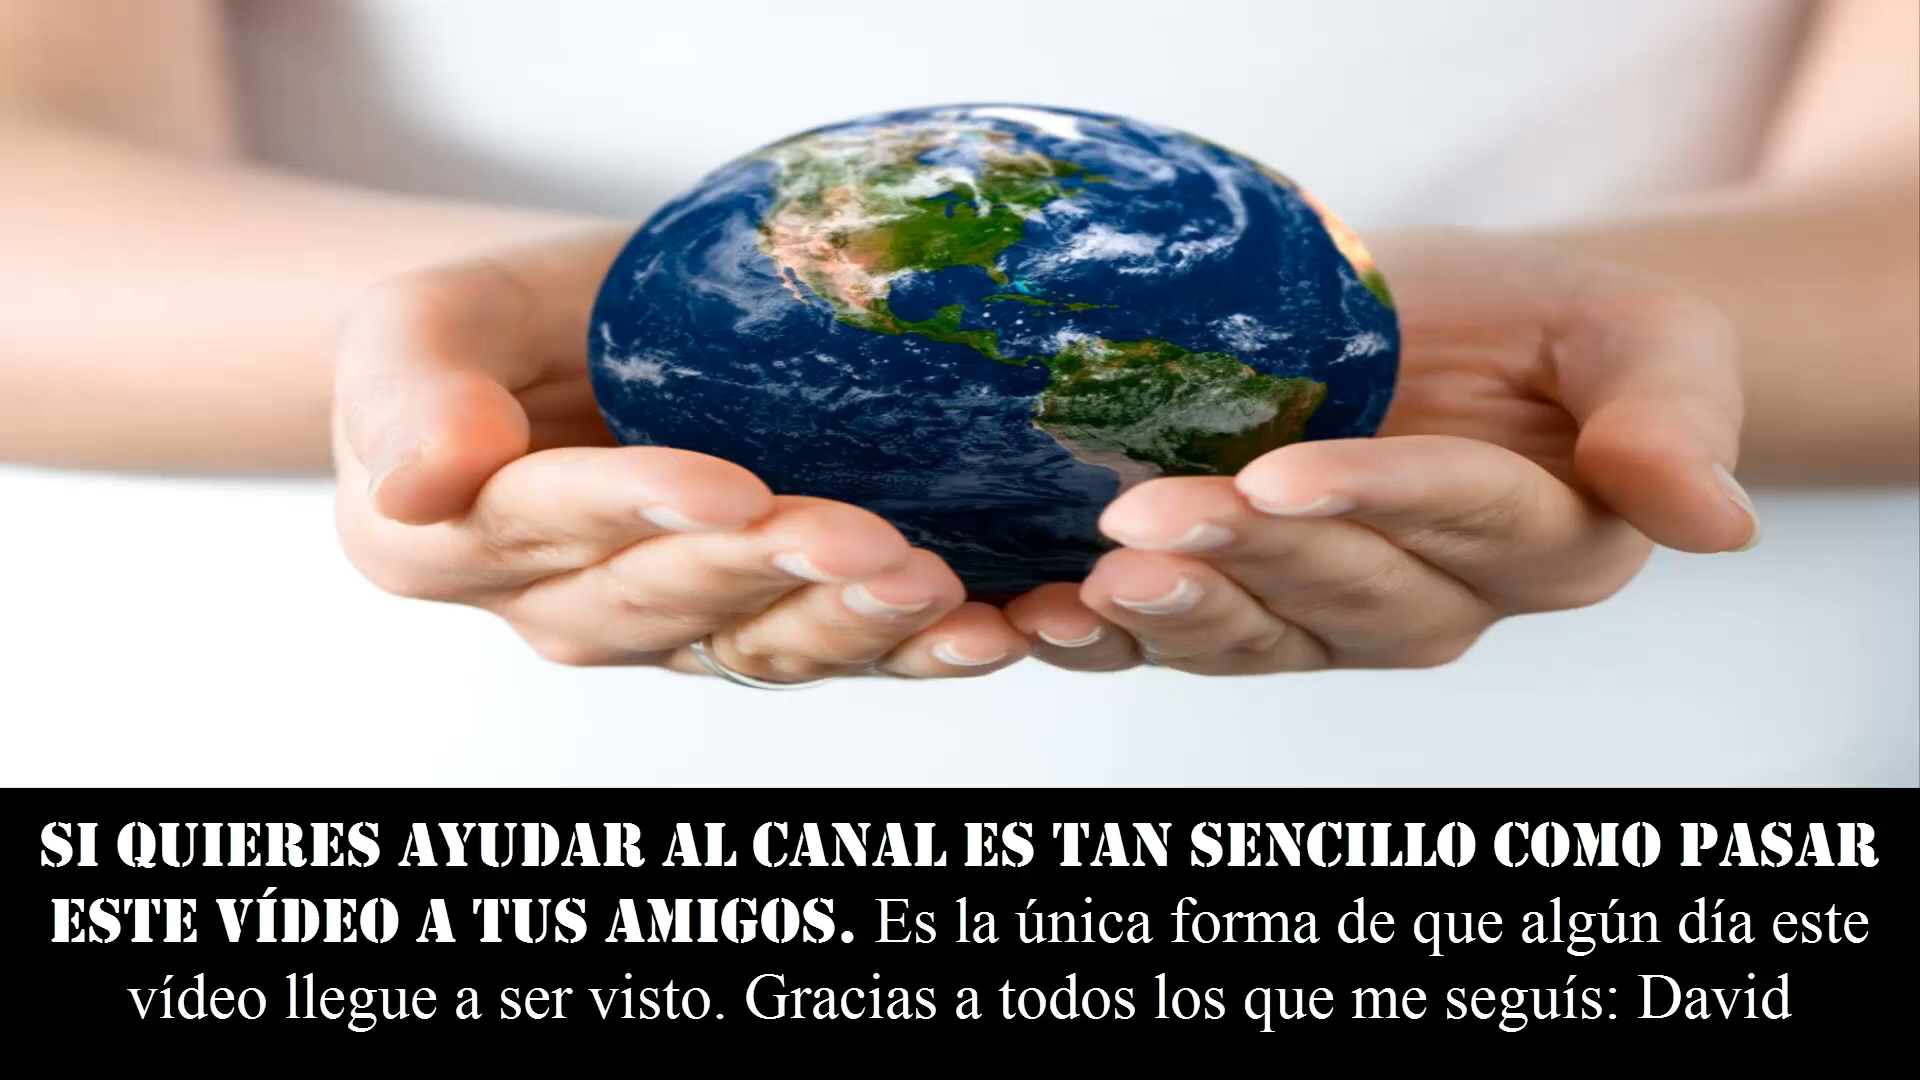 SI QUIERES AYUDAR AL CANAL ES TAN SENCILLO COMO PASAR
ESTE VÍDEO A TUS AMIGOS. Es la única forma de que algún día este
vídeo llegue a ser visto. Gracias a todos los que me seguís: David